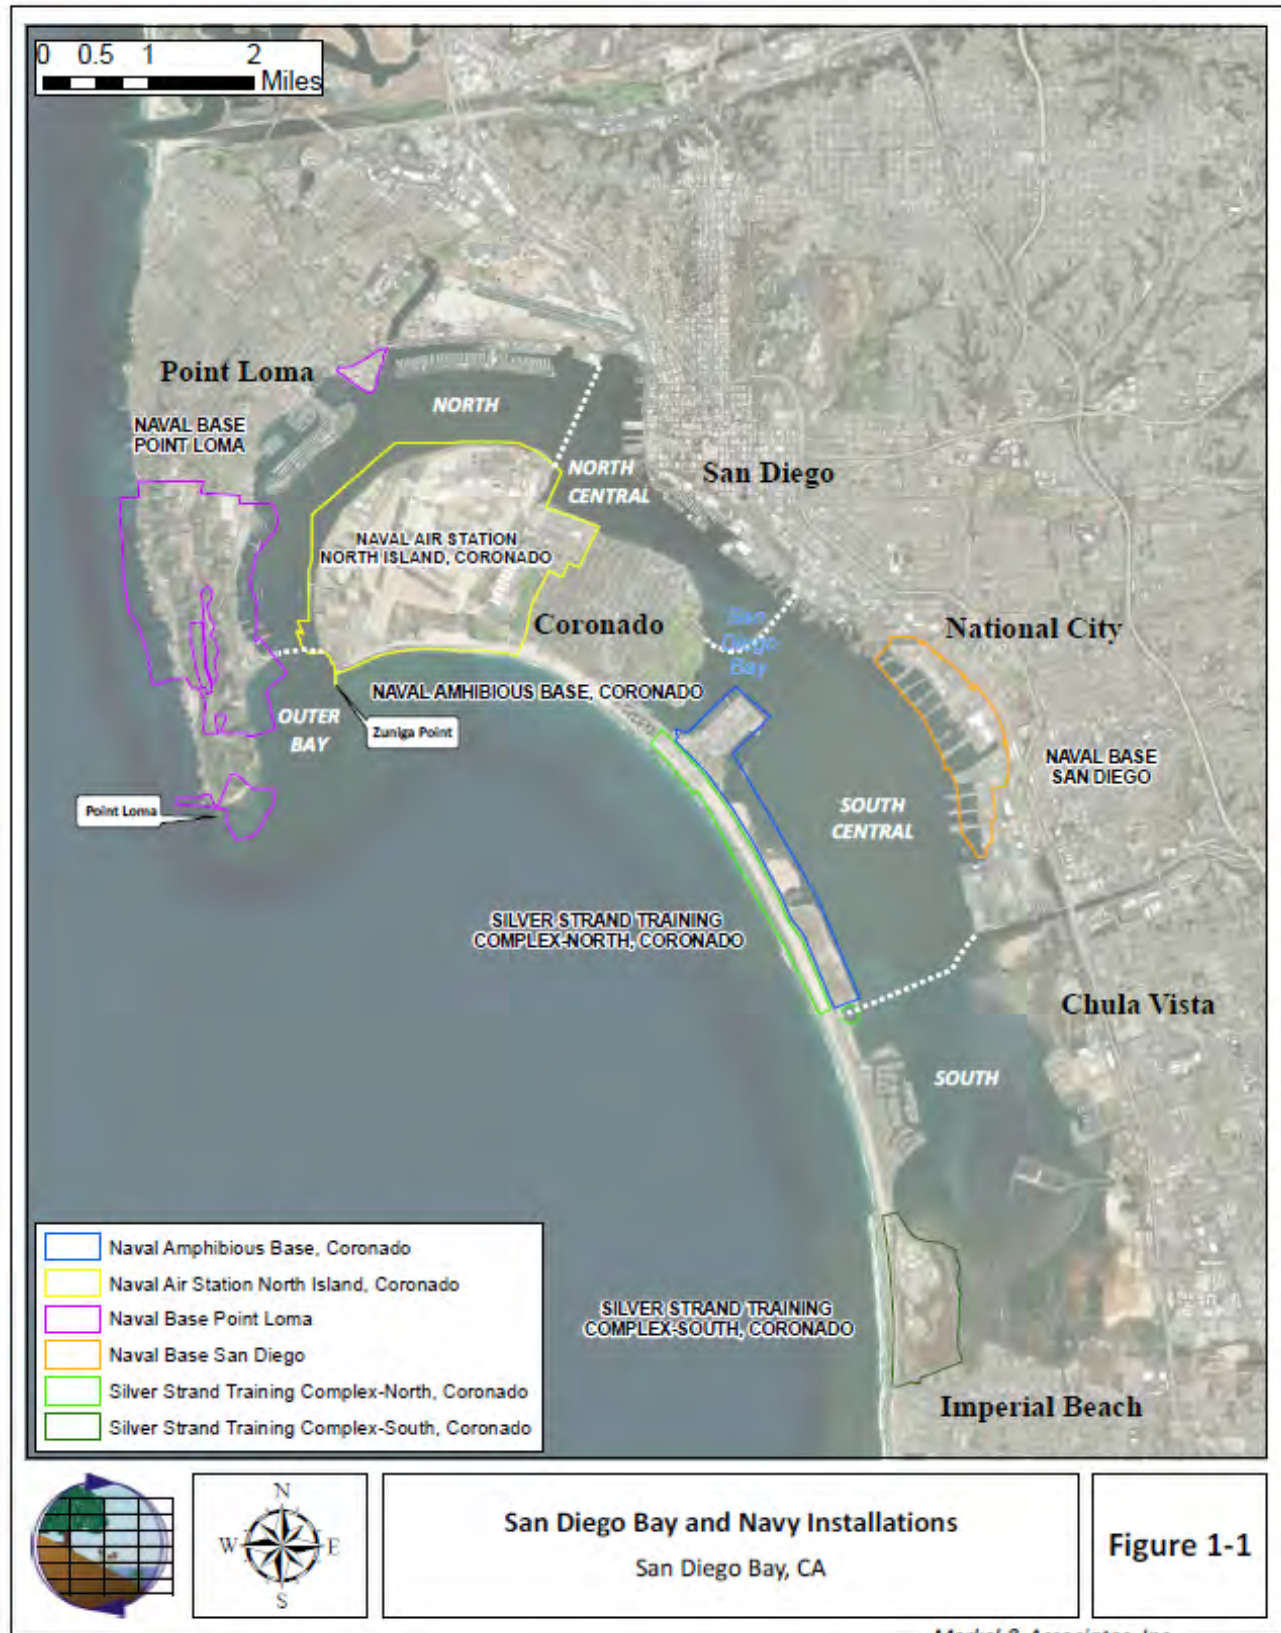 0 0.5 1 2
Miles
Point Loma
NORTH
NAVAL BASE
POINT LOMA
NORTH
CENTRAL
San Diego
NAVAL AIR STATION
NORTH ISLAND, CORONADO
Coronado
San
Diego
Bay
National City
NAVAL AMHIBIOUS BASE, CORONADO
OUTER
BAY
Zuniga Point
NAVAL BASE
SAN DIEGO
Point Loma
SOUTH
CENTRAL
SILVER STRAND TRAINING
COMPLEX-NORTH, CORONADO
Chula Vista
SOUTH
Naval Amphibious Base, Coronado
Naval Air Station North Island, Coronado
Naval Base Point Loma
Naval Base San Diego
Silver Strand Training Complex-North, Coronado
Silver Strand Training Complex-South, Coronado
SILVER STRAND TRAINING
COMPLEX-SOUTH, CORONADO
Imperial Beach
N
W E
S
San Diego Bay and Navy Installations
San Diego Bay, CA
Figure 1-1